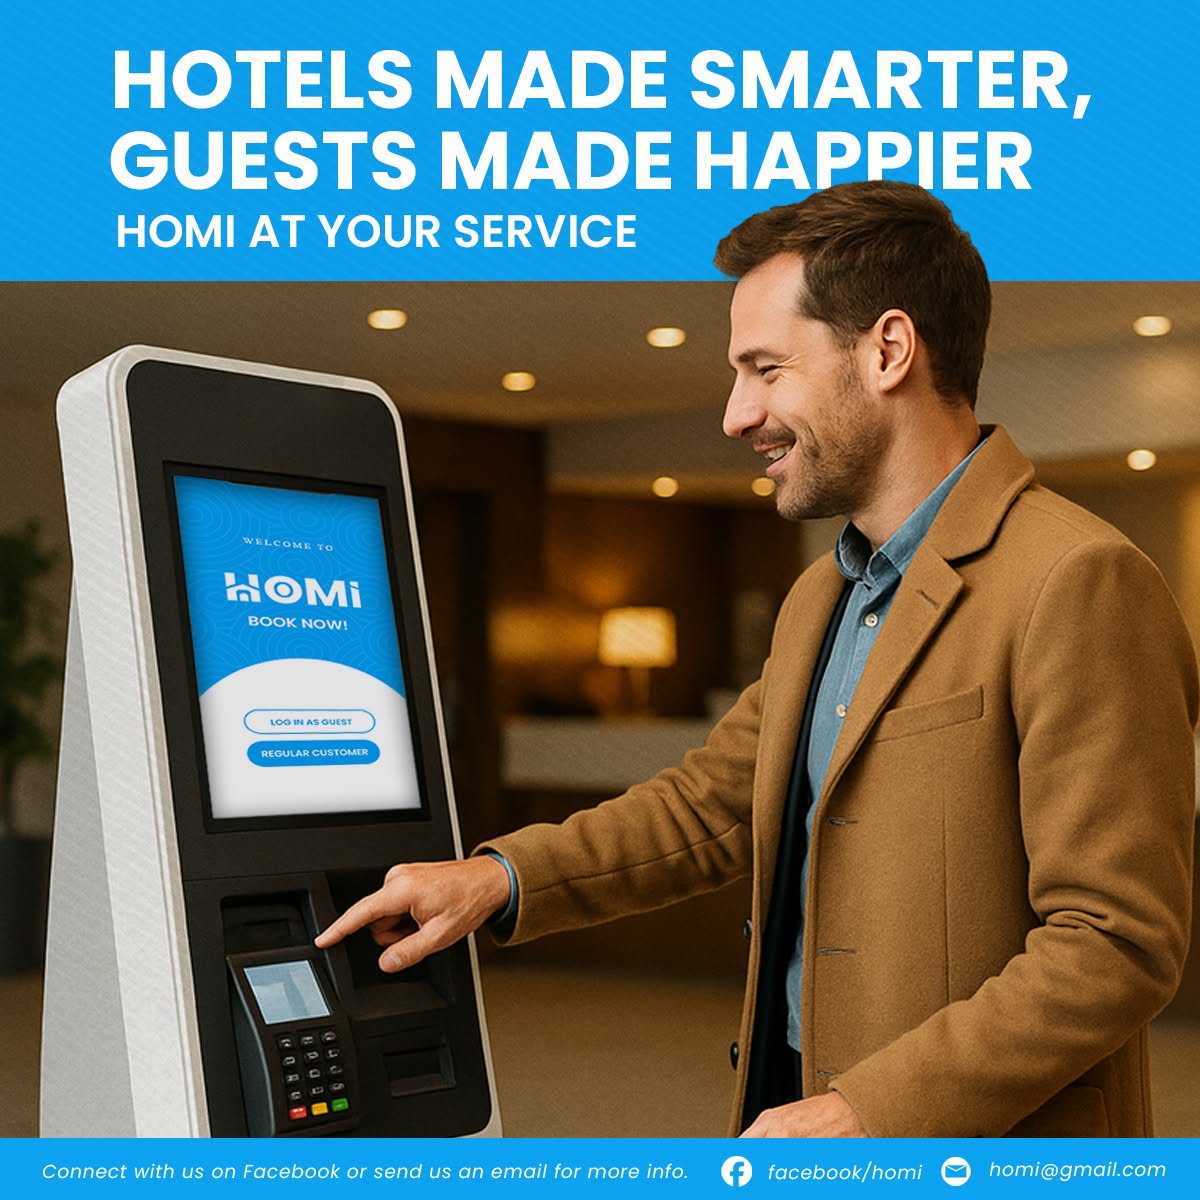 HOTELS MADE SMARTER,
GUESTS MADE HAPPIER
HOMI AT YOUR SERVICE
WELCOME TO
HOMi
BOOK NOW!
LOG IN AS GUEST
REGULAR CUSTOMER
Connect with us on Facebook or send us an email for more info.
facebook/homi
homi@gmail.com